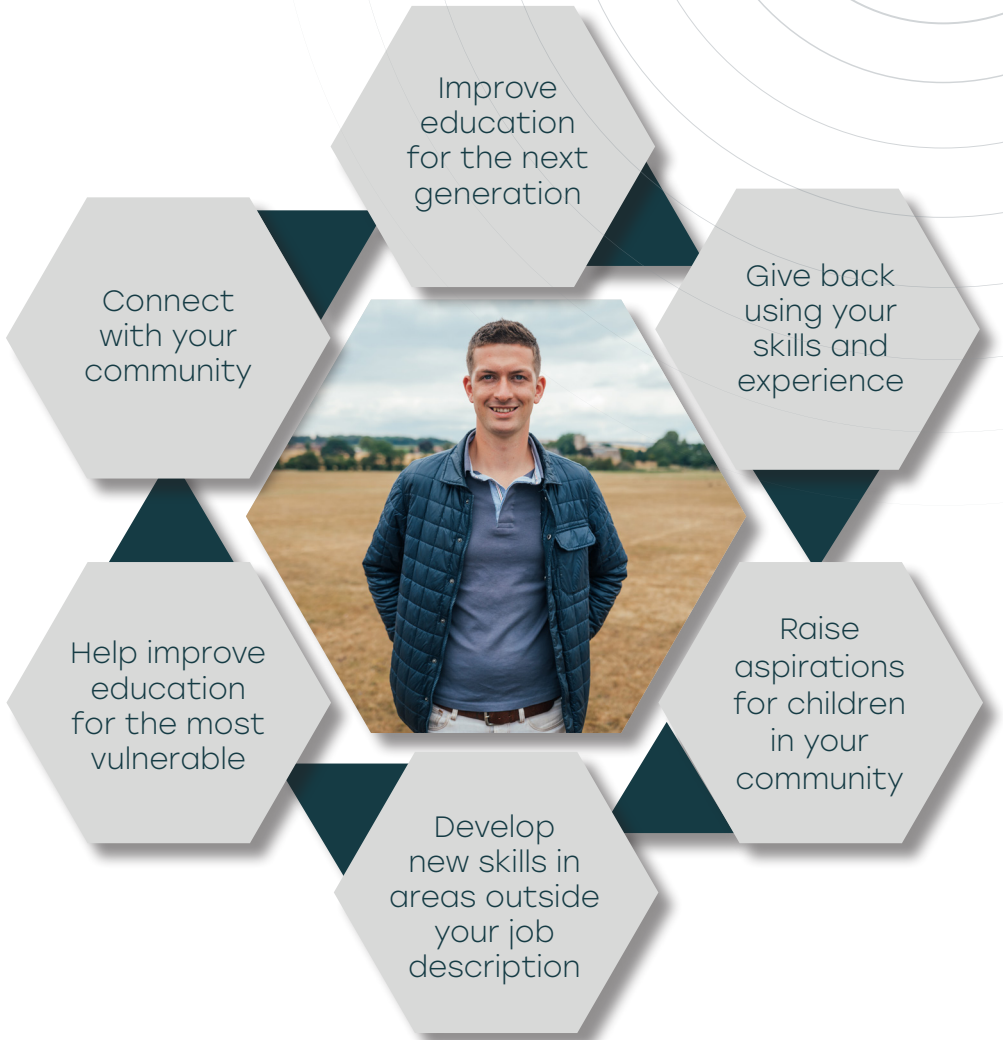 Improve
education
for the next
generation
Give back
using your
skills and
experience
Raise
aspirations
for children
in your
community
Develop
new skills in
areas outside
your job
description
Help improve
education
for the most
vulnerable
Connect
with your
community